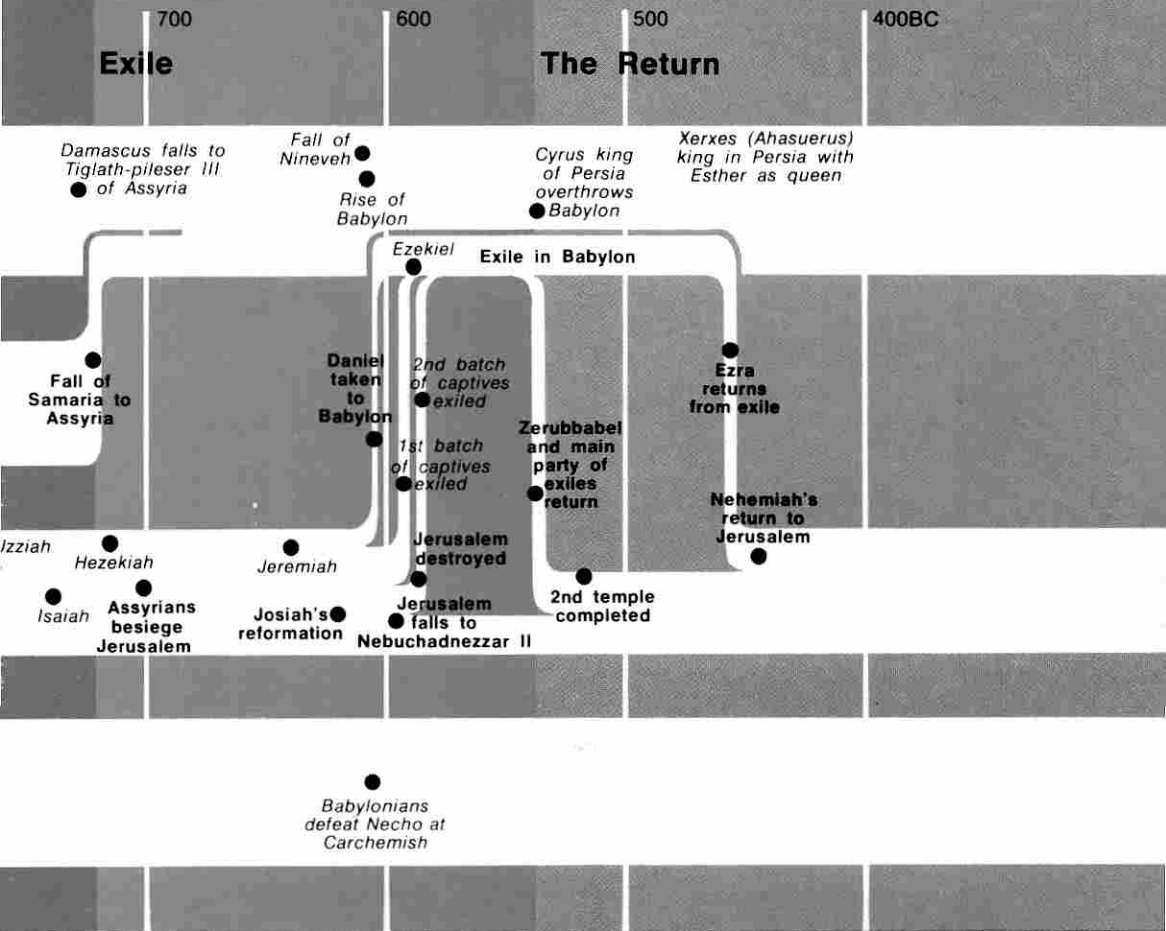 700
600
500
400BC
Exile
The Return
Damascus falls to
Tiglath-pileser III
of Assyria
Fall of
Nineveh
Rise of
Babylon
Cyrus king
of Persia
overthrows
Babylon
Xerxes (Ahasuerus)
king in Persia with
Esther as queen
Ezekiel
Exile in Babylon
Fall of
Samaria to
Assyria
Daniel
taken
to
Babylon
2nd batch
of captives
exiled
1st batch
of captives
exiled
Zerubbabel
and main
party of
exiles
return
Ezra
returns
from exile
Nehemiah's
return to
Jerusalem
Izziah
Hezekiah
Jeremiah
Jerusalem
destroyed
Isaiah
Assyrians
besiege
Jerusalem
Josiah's
reformation
Jerusalem
falls to
Nebuchadnezzar II
2nd temple
completed
Babylonians
defeat Necho at
Carchemish